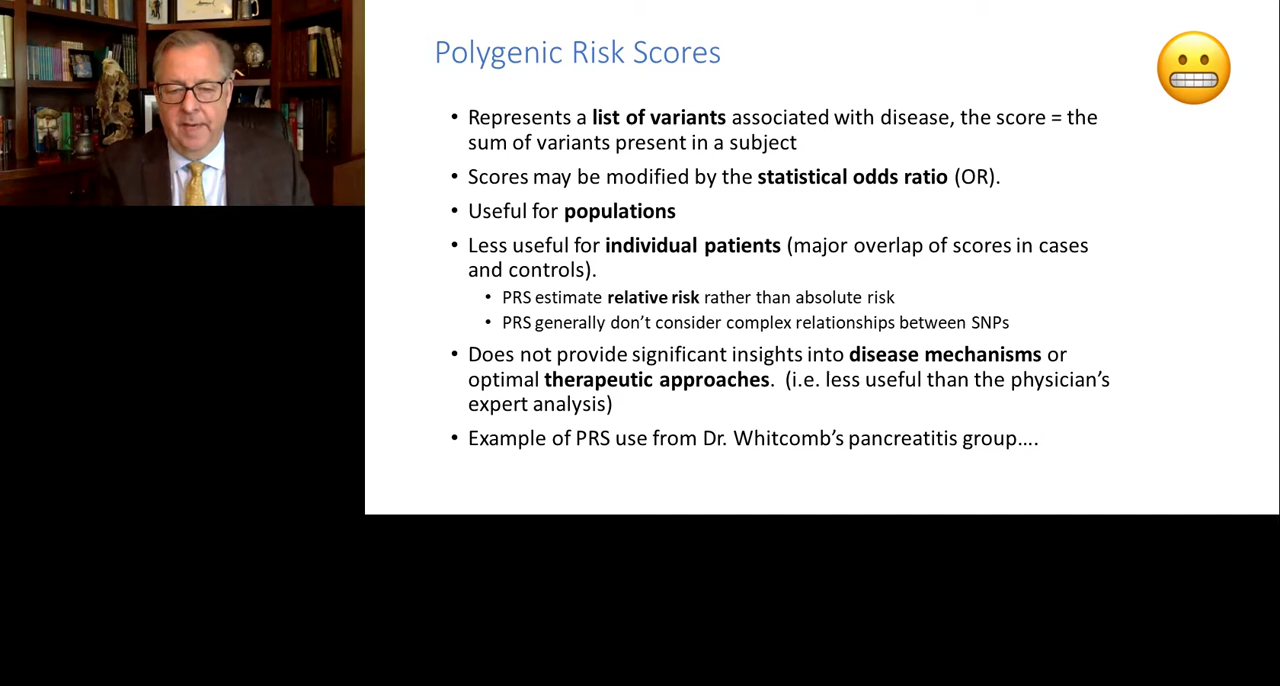 Polygenic Risk Scores
• Represents a list of variants associated with disease, the score = the
sum of variants present in a subject
• Scores may be modified by the statistical odds ratio (OR).
• Useful for populations
• Less useful for individual patients (major overlap of scores in cases
and controls).
• PRS estimate relative risk rather than absolute risk
• PRS generally don’t consider complex relationships between SNPs
• Does not provide significant insights into disease mechanisms or
optimal therapeutic approaches.  (i.e. less useful than the physician’s
expert analysis)
• Example of PRS use from Dr. Whitcomb’s pancreatitis group....